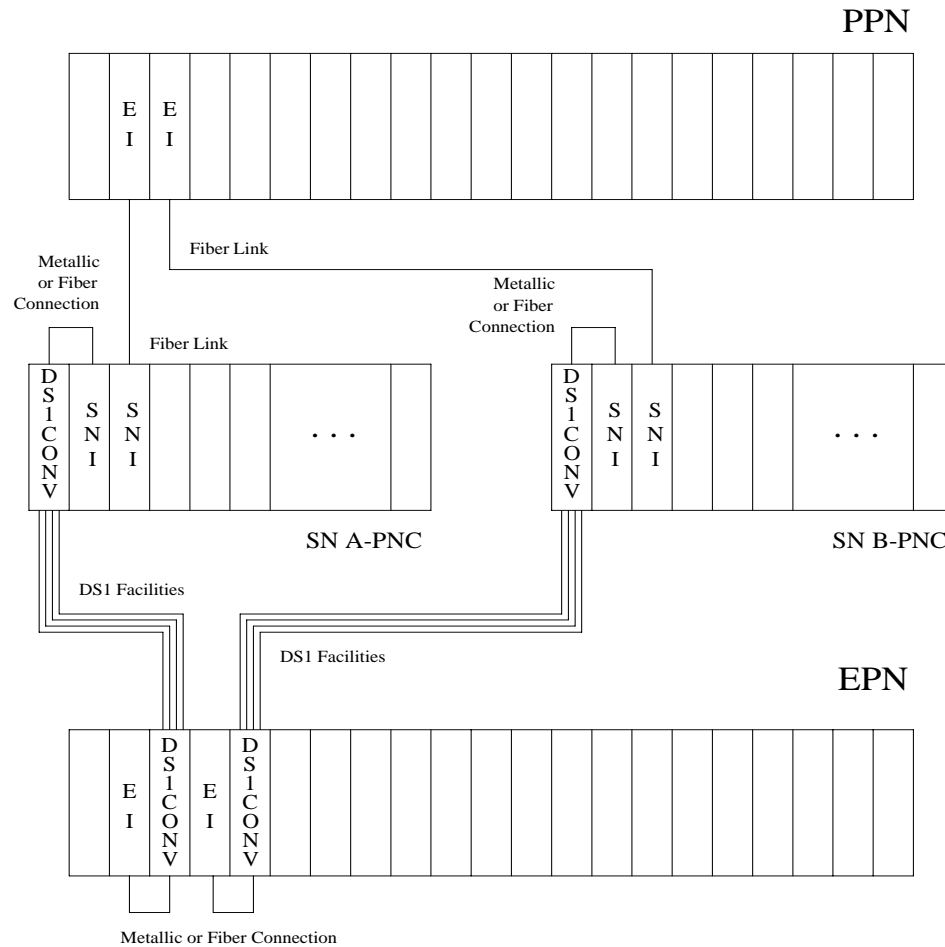 PPN
E I
E I
Fiber Link
Metallic
or Fiber
Connection
Metallic
or Fiber
Connection
Fiber Link
DS1CONV
SNI
SNI
. . .
DS1CONV
SNI
SNI
. . .
SN A-PNC
SN B-PNC
DS1 Facilities
DS1 Facilities
EPN
E I
DS1CONV
E I
DS1CONV
Metallic or Fiber Connection